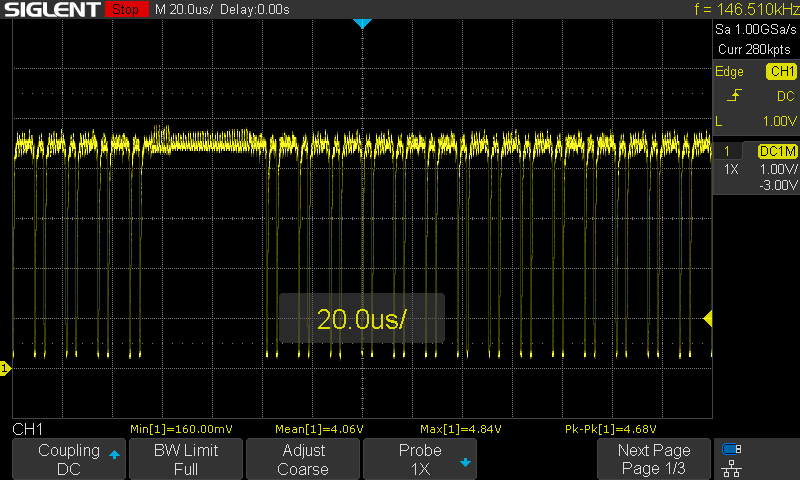 SIGLENT Stop M 20.0us/ Delay:0.00s f = 146.510kHz
Sa 1.00GSa/s
Curr 280kpts
Edge CH1
DC
L 1.00V
1 DC1M
1X 1.00V/
-3.00V
20.0us/
1
CH1 Min[1]=160.00mV Mean[1]=4.06V Max[1]=4.84V Pk-Pk[1]=4.68V
Coupling BW Limit Adjust Probe Next Page
DC Full Coarse 1X Page 1/3